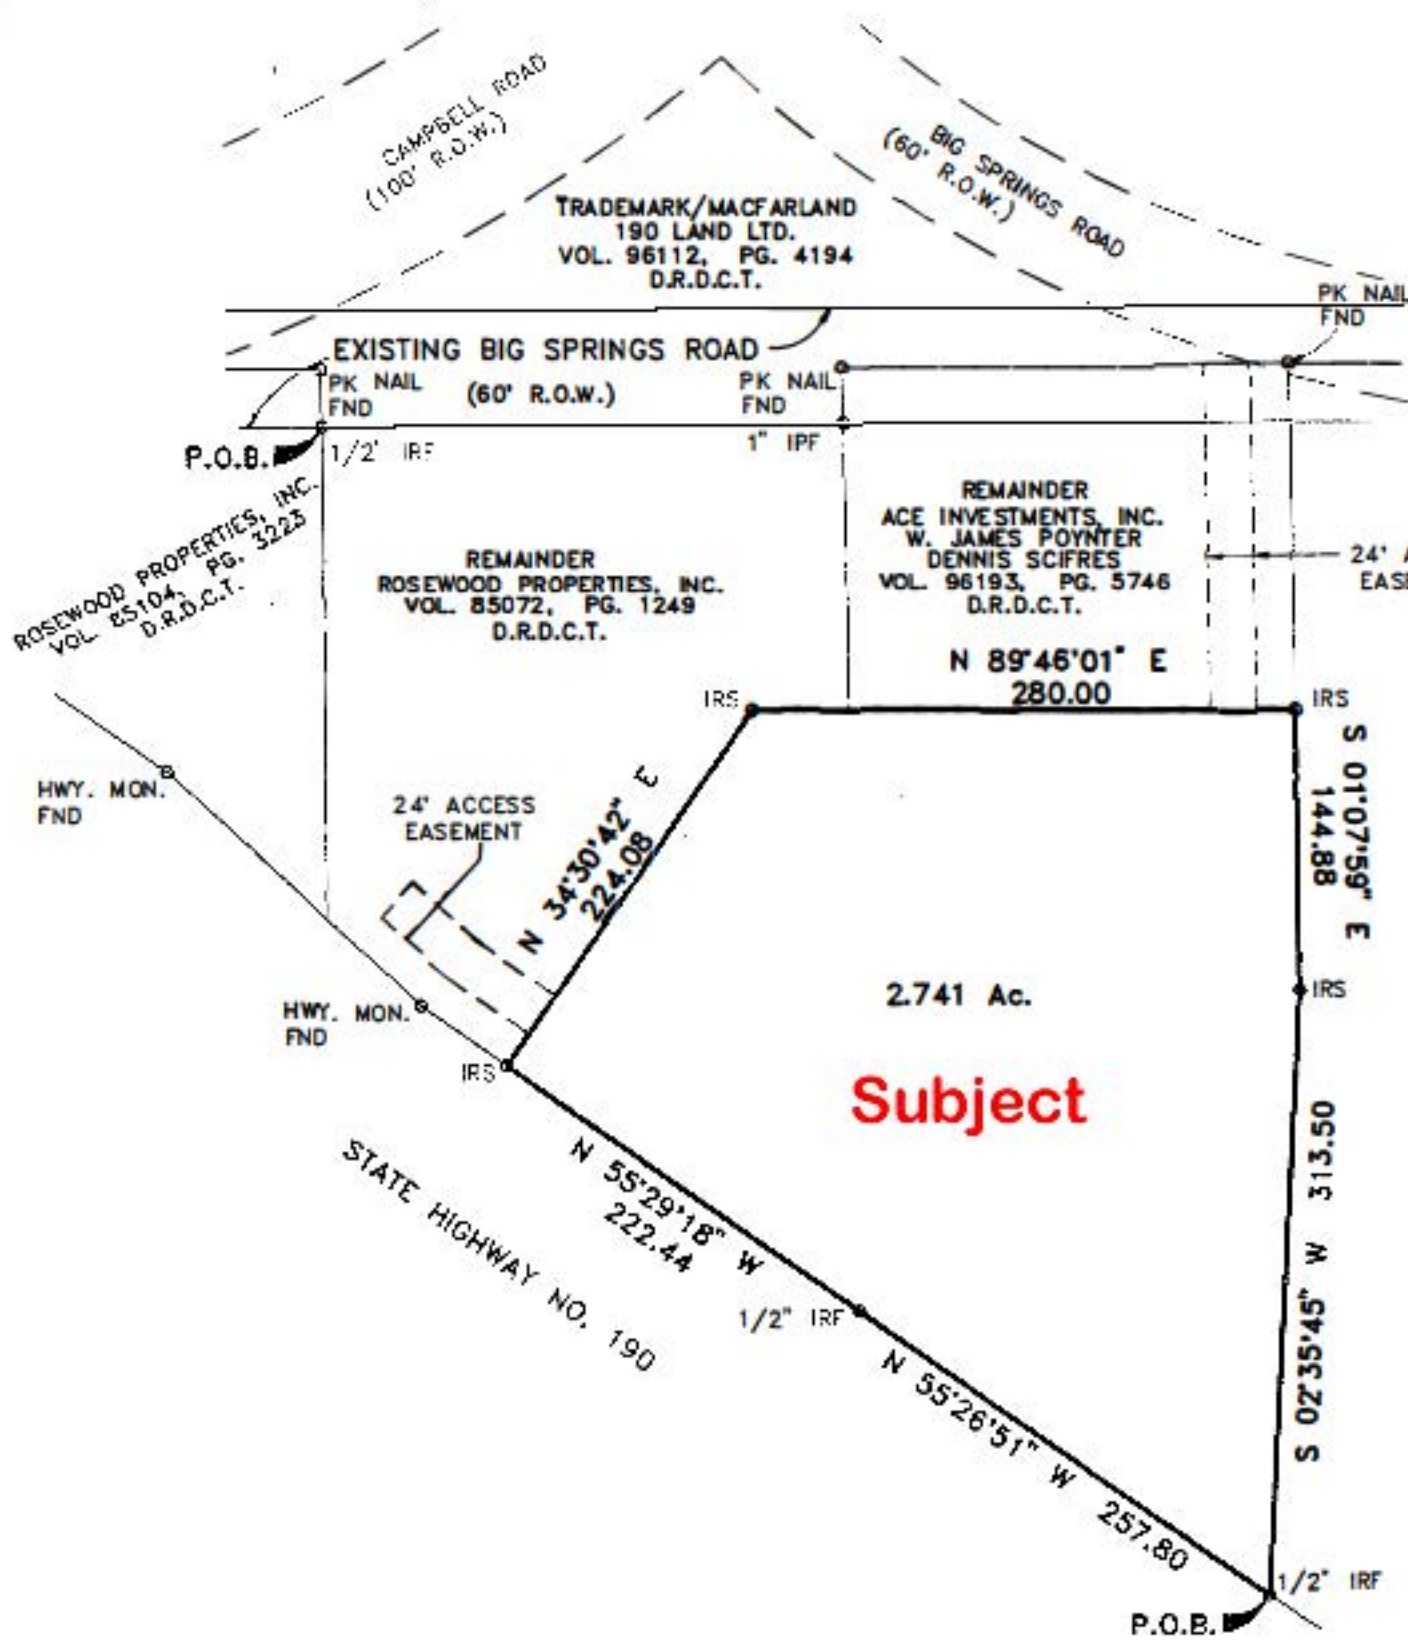 CAMPBELL ROAD
(100' R.O.W.)
BIG SPRINGS ROAD
(60' R.O.W.)
TRADEMARK/MACFARLAND
190 LAND LTD.
VOL. 96112, PG. 4194
D.R.D.C.T.
PK NAIL
FND
EXISTING BIG SPRINGS ROAD
(60' R.O.W.)
PK NAIL
FND
PK NAIL
FND
P.O.B.
1/2' IRF
1" IPF
ROSEWOOD PROPERTIES, INC.
VOL. 85104, PG. 3223
D.R.D.C.T.
REMAINDER
ROSEWOOD PROPERTIES, INC.
VOL. 85072, PG. 1249
D.R.D.C.T.
REMAINDER
ACE INVESTMENTS, INC.
W. JAMES POYNTER
DENNIS SCIFRES
VOL. 96193, PG. 5746
D.R.D.C.T.
24'
N 89°46'01" E
280.00
IRS
IRS
S 01°07'59" E
144.88
HWY. MON.
FND
24' ACCESS
EASEMENT
N 34°30'42" E
224.08
2.741 Ac.
IRS
HWY. MON.
FND
IRS
Subject
STATE HIGHWAY NO. 190
N 55°29'18" W
222.44
S 02°35'45" W 313.50
1/2" IRF
N 55°26'51" W 257.80
1/2" IRF
P.O.B.